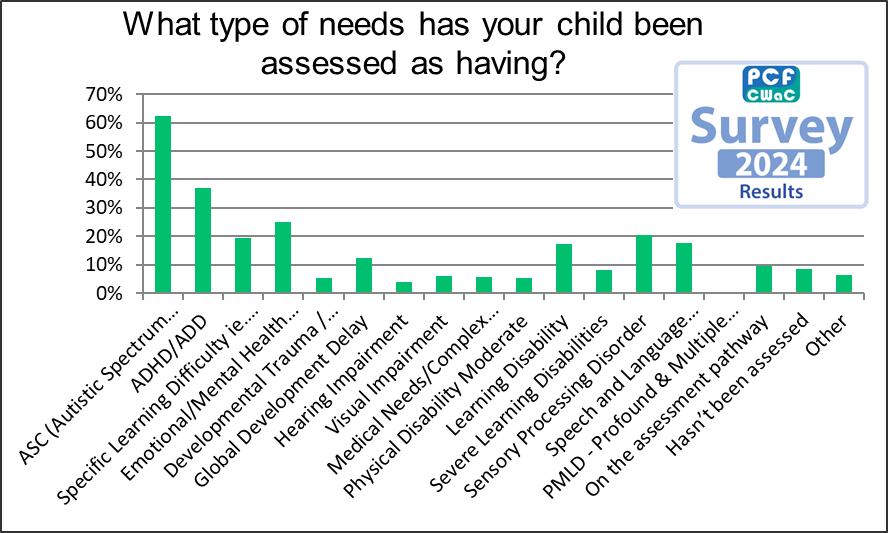 What type of needs has your child been
assessed as having?
PCF
CWaC
Survey
2024
Results
70%
60%
50%
40%
30%
20%
10%
0%
ASC (Autistic Spectrum...
ADHD/ADD
Specific Learning Difficulty ie....
Emotional/Mental Health...
Developmental Trauma /...
Global Development Delay
Hearing Impairment
Visual Impairment
Medical Needs/Complex...
Physical Disability Moderate
Learning Disability
Severe Learning Disabilities
Sensory Processing Disorder
Speech and Language...
PMLD - Profound & Multiple...
On the assessment pathway
Hasn't been assessed
Other